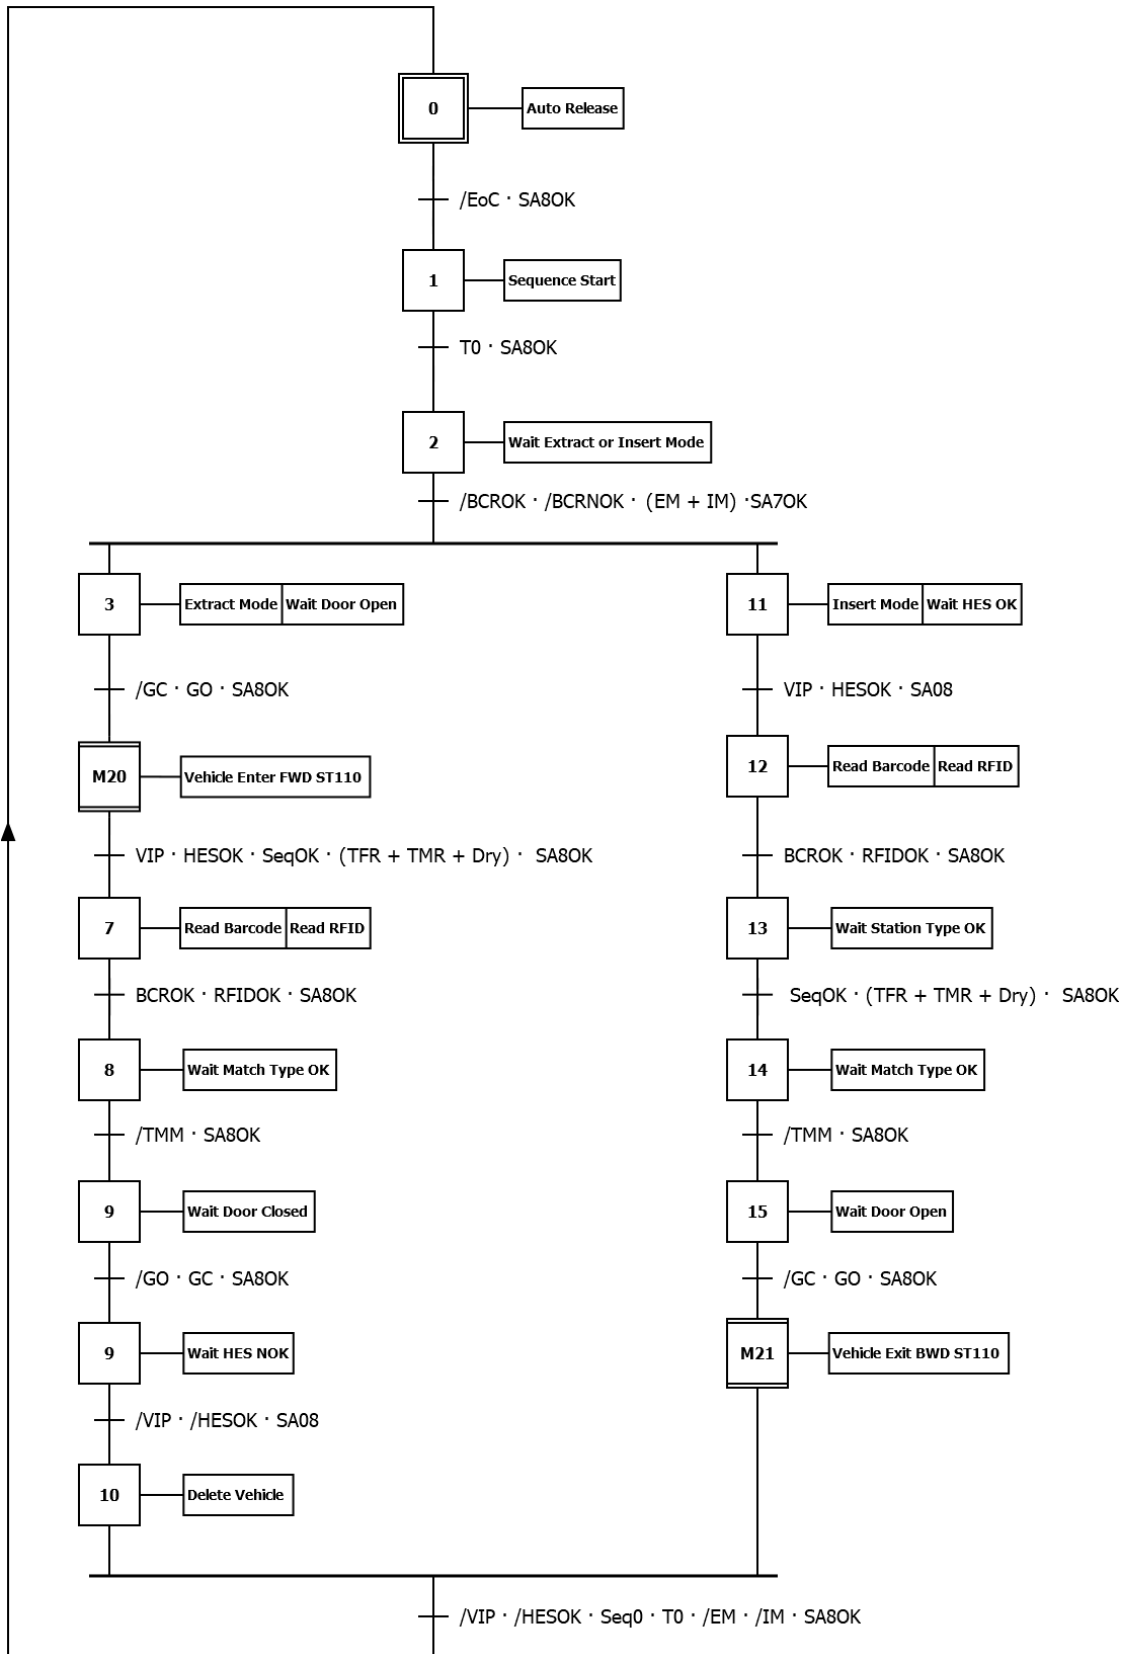 0
Auto Release
/EoC · SA8OK
1
Sequence Start
T0 · SA8OK
2
Wait Extract or Insert Mode
/BCROK · /BCRNOK · (EM + IM) ·SA7OK
3
Extract Mode
Wait Door Open
11
Insert Mode
Wait HES OK
/GC · GO · SA8OK
VIP · HESOK · SA08
M20
Vehicle Enter FWD ST110
12
Read Barcode
Read RFID
VIP · HESOK · SeqOK · (TFR + TMR + Dry) · SA8OK
BCROK · RFIDOK · SA8OK
7
Read Barcode
Read RFID
13
Wait Station Type OK
BCROK · RFIDOK · SA8OK
SeqOK · (TFR + TMR + Dry) · SA8OK
8
Wait Match Type OK
14
Wait Match Type OK
/TMM · SA8OK
/TMM · SA8OK
9
Wait Door Closed
15
Wait Door Open
/GO · GC · SA8OK
/GC · GO · SA8OK
9
Wait HES NOK
M21
Vehicle Exit BWD ST110
/VIP · /HESOK · SA08
10
Delete Vehicle
/VIP · /HESOK · Seq0 · T0 · /EM · /IM · SA8OK